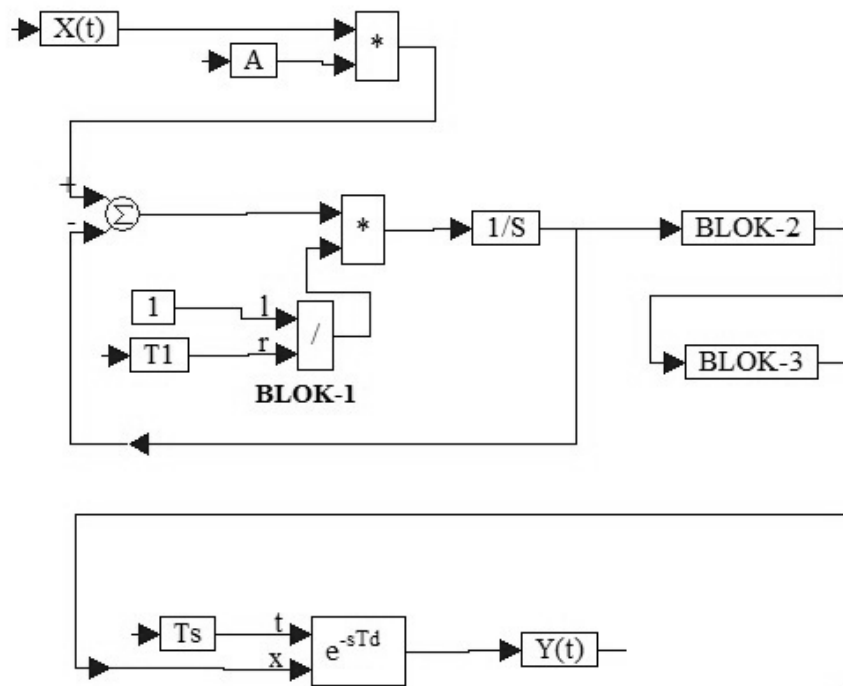 X(t)
*
A
+
Σ
-
*
1/S
BLOK-2
1
l
/
T1
r
BLOK-1
BLOK-3
Ts
t
e-sTd
x
Y(t)